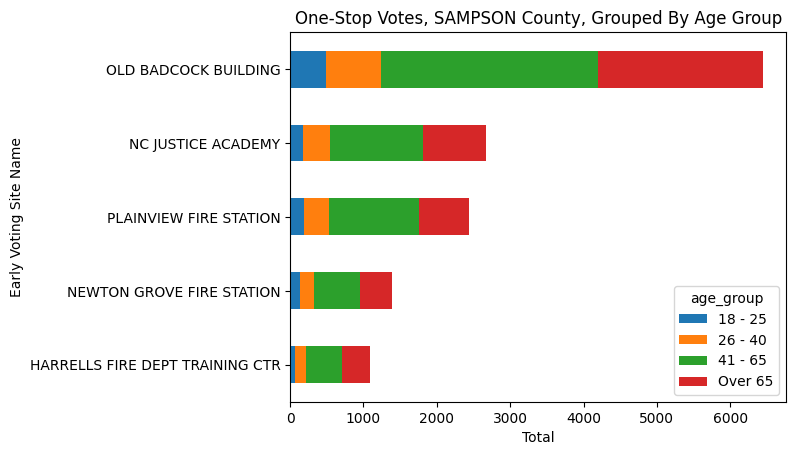 One-Stop Votes, SAMPSON County, Grouped By Age Group
Early Voting Site Name
OLD BADCOCK BUILDING
NC JUSTICE ACADEMY
PLAINVIEW FIRE STATION
NEWTON GROVE FIRE STATION
HARRELLS FIRE DEPT TRAINING CTR
age_group
18 - 25
26 - 40
41 - 65
Over 65
0 1000 2000 3000 4000 5000 6000
Total